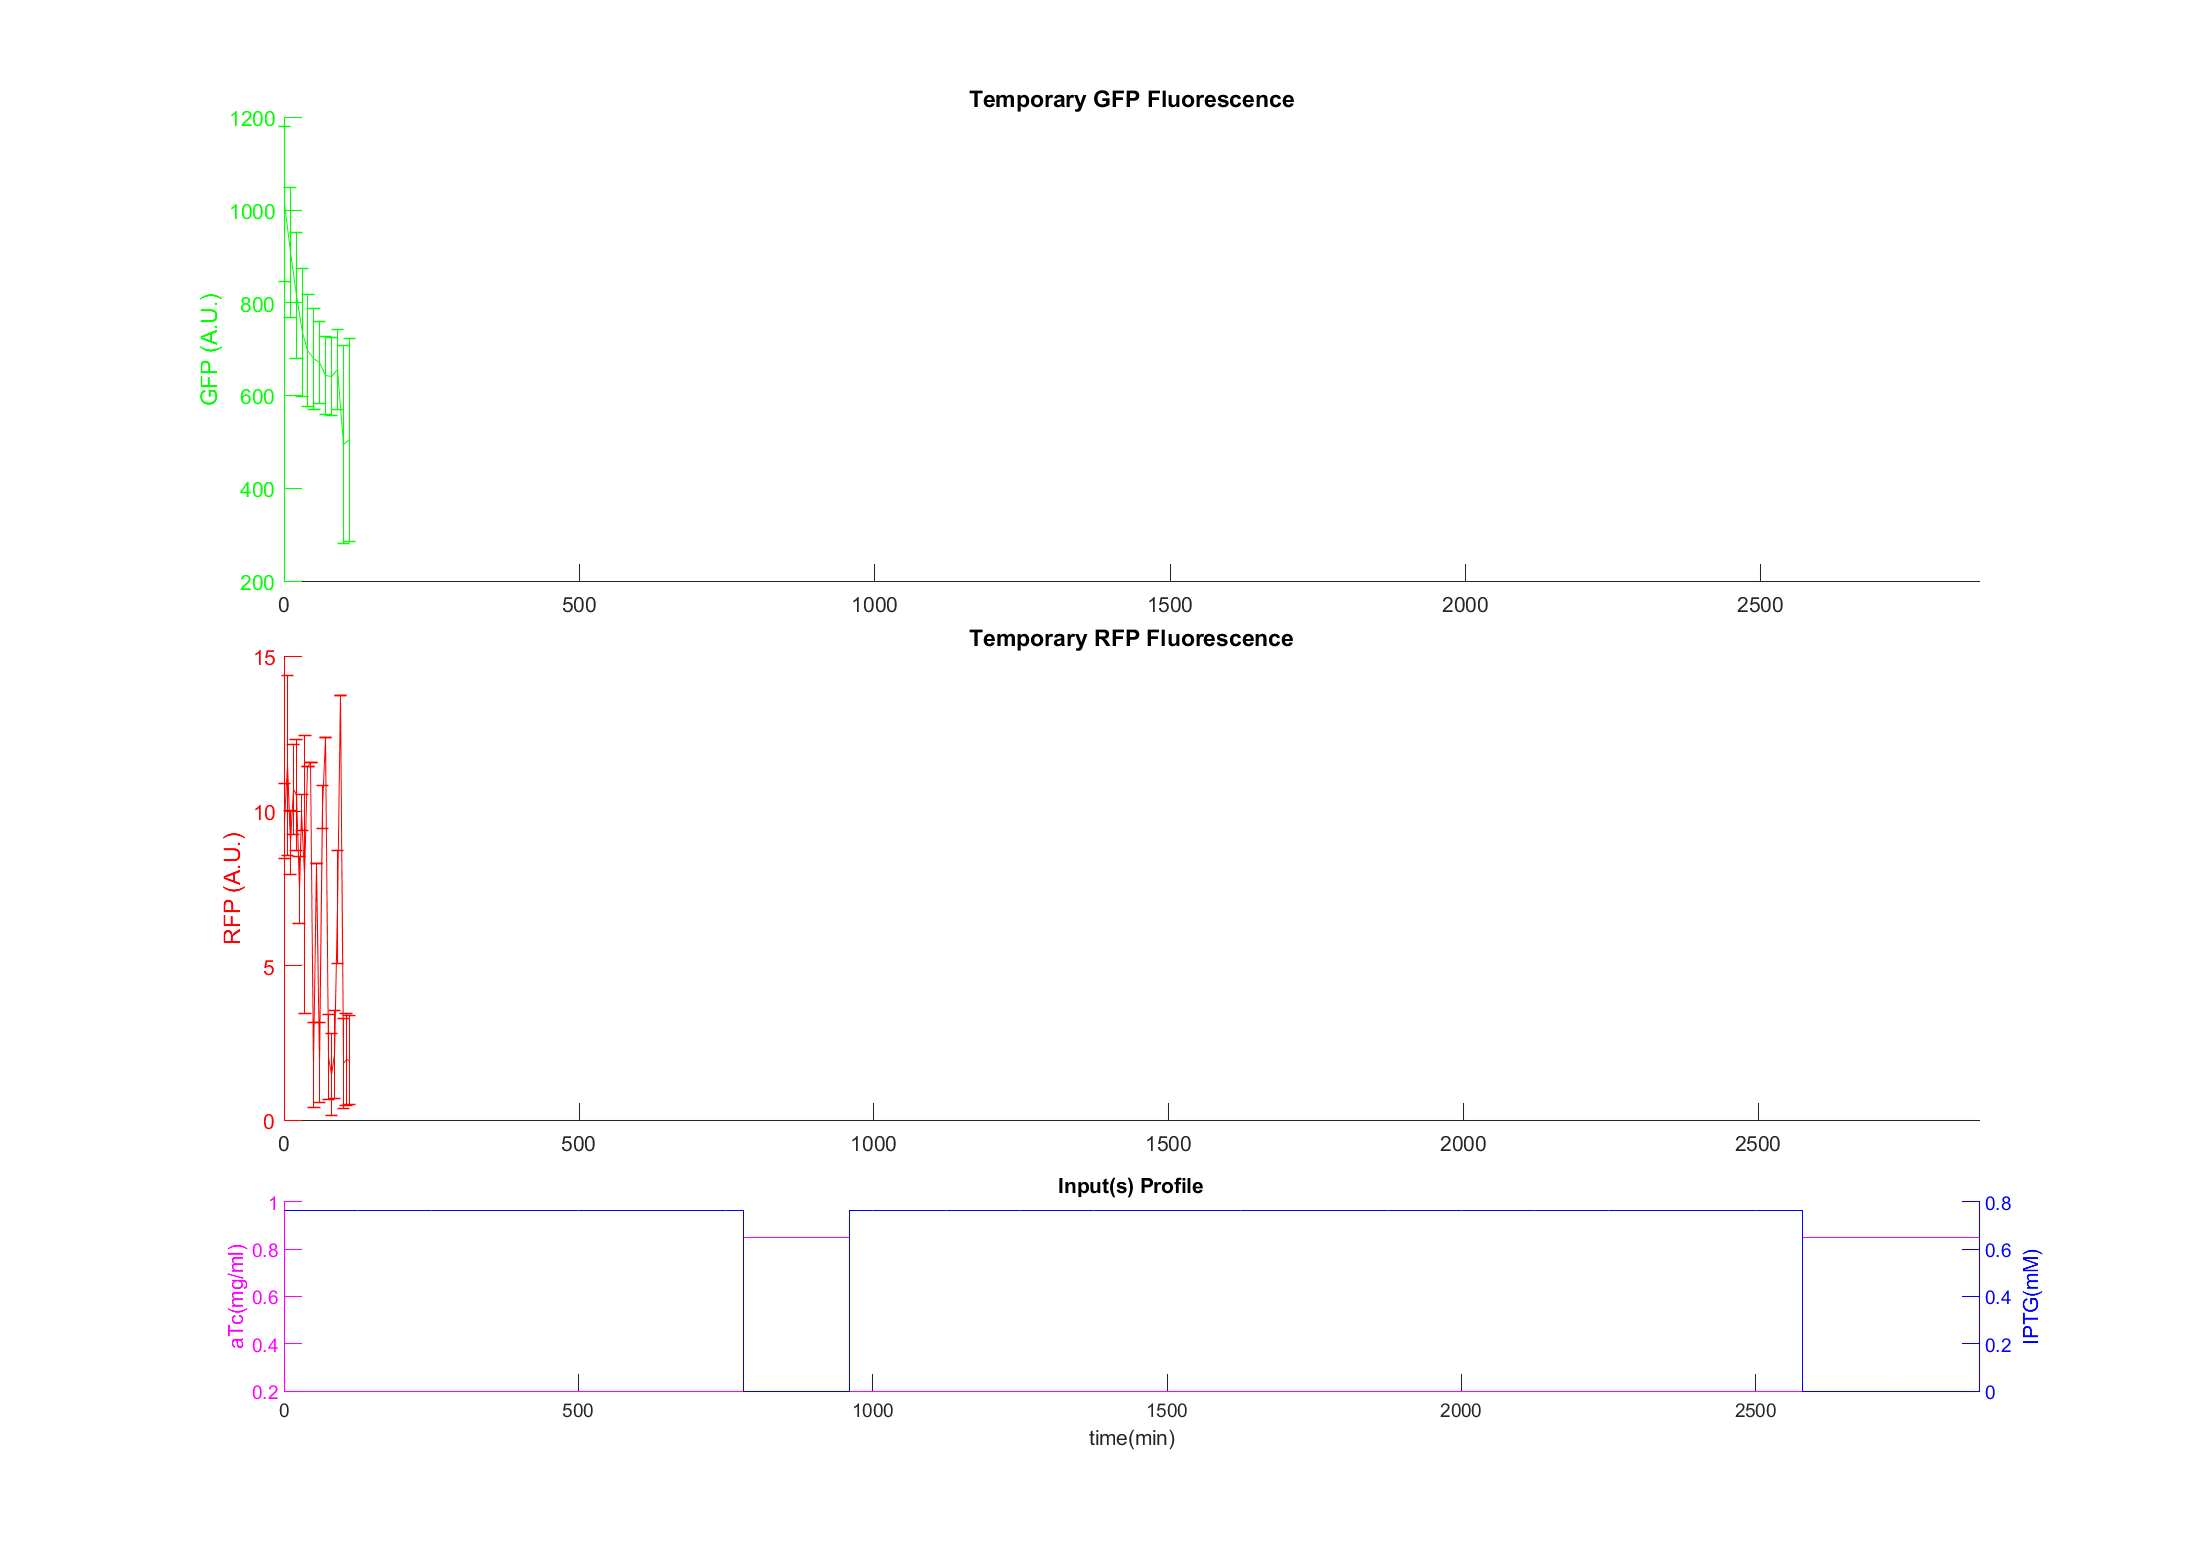 Temporary GFP Fluorescence
1200
1000
800
600
400
200
GFP (A.U.)
0 500 1000 1500 2000 2500
Temporary RFP Fluorescence
15
10
5
0
RFP (A.U.)
0 500 1000 1500 2000 2500
Input(s) Profile
1
0.8
0.6
0.4
0.2
aTc(mg/ml)
0.8
0.6
0.4
0.2
0
IPTG(mM)
0 500 1000 1500 2000 2500
time(min)